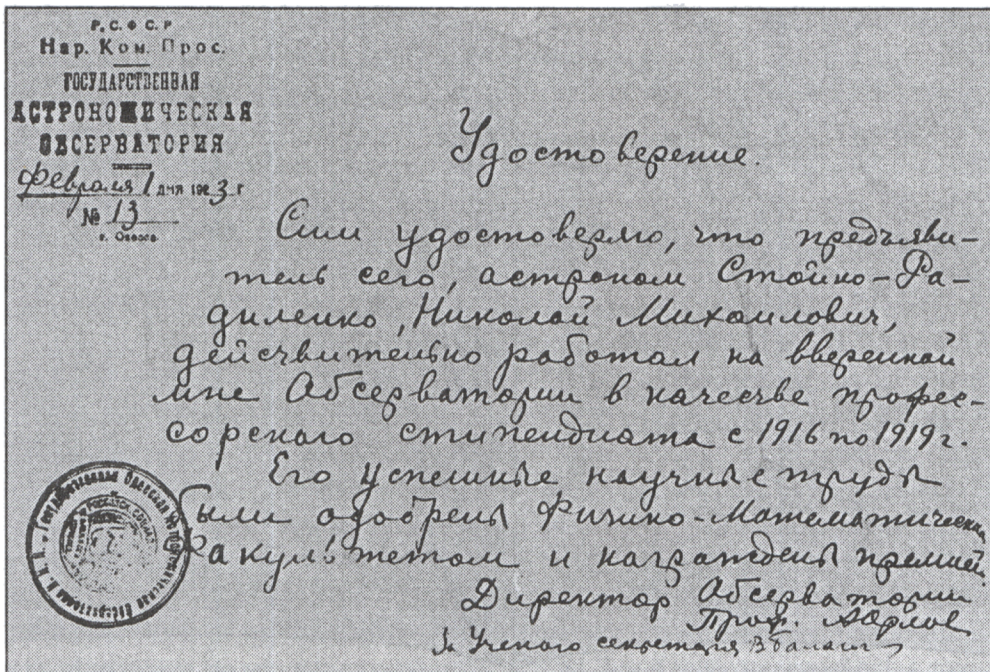 Р.С.Ф.С.Р
Нар. Ком. Прос.
ГОСУДАРСТВЕННАЯ
АСТРОНОМИЧЕСКАЯ
ОБСЕРВАТОРИЯ
Февраля 1 дня 1923 г
№ 13
г. Одесса
Удостоверение.
Сим удостоверяю, что предъяви-
тель сего, астроном Стойко-Ра-
диленко, Николай Михайлович,
действительно работал на вверенной
мне Обсерватории в качестве профес-
сорского стипендиата с 1916 по 1919 г.
Его успешные научные труды
были одобрены Физико-Математическим
Факультетом и награждены премией.
Директор Обсерватории
Проф. А Орлов
За Ученого секретаря